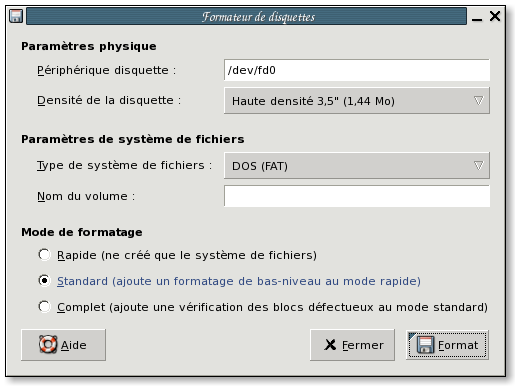 Formateur de disquettes
Paramètres physique
Périphérique disquette :
/dev/fd0
Densité de la disquette :
Haute densité 3,5" (1,44 Mo)
Paramètres de système de fichiers
Type de système de fichiers :
DOS (FAT)
Nom du volume :
Mode de formatage
Rapide (ne créé que le système de fichiers)
Standard (ajoute un formatage de bas-niveau au mode rapide)
Complet (ajoute une vérification des blocs défectueux au mode standard)
Aide
Fermer
Format